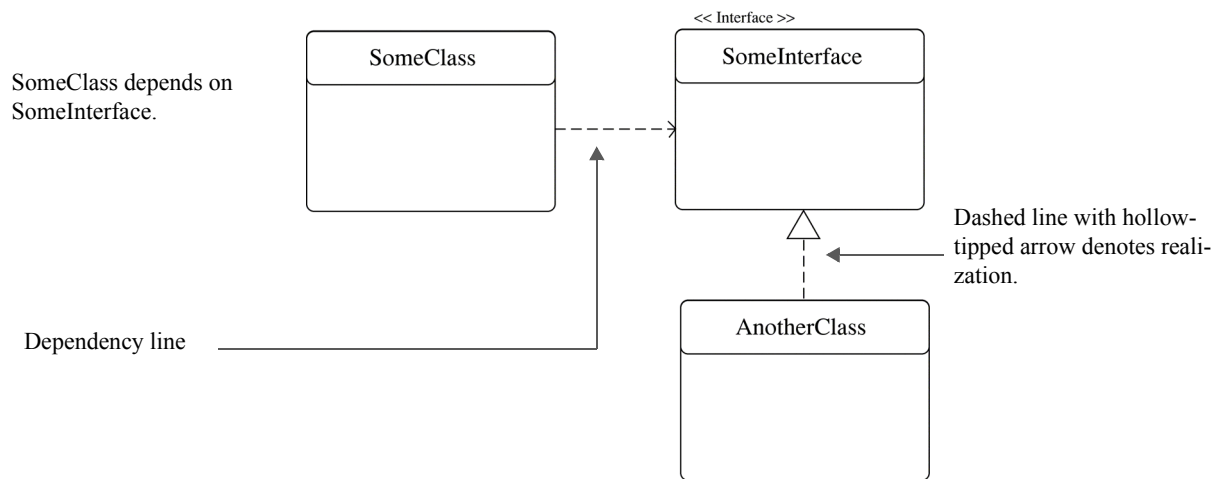 << Interface >>
SomeClass
SomeInterface
SomeClass depends on
SomeInterface.
Dashed line with hollow-
tipped arrow denotes reali-
zation.
Dependency line
AnotherClass